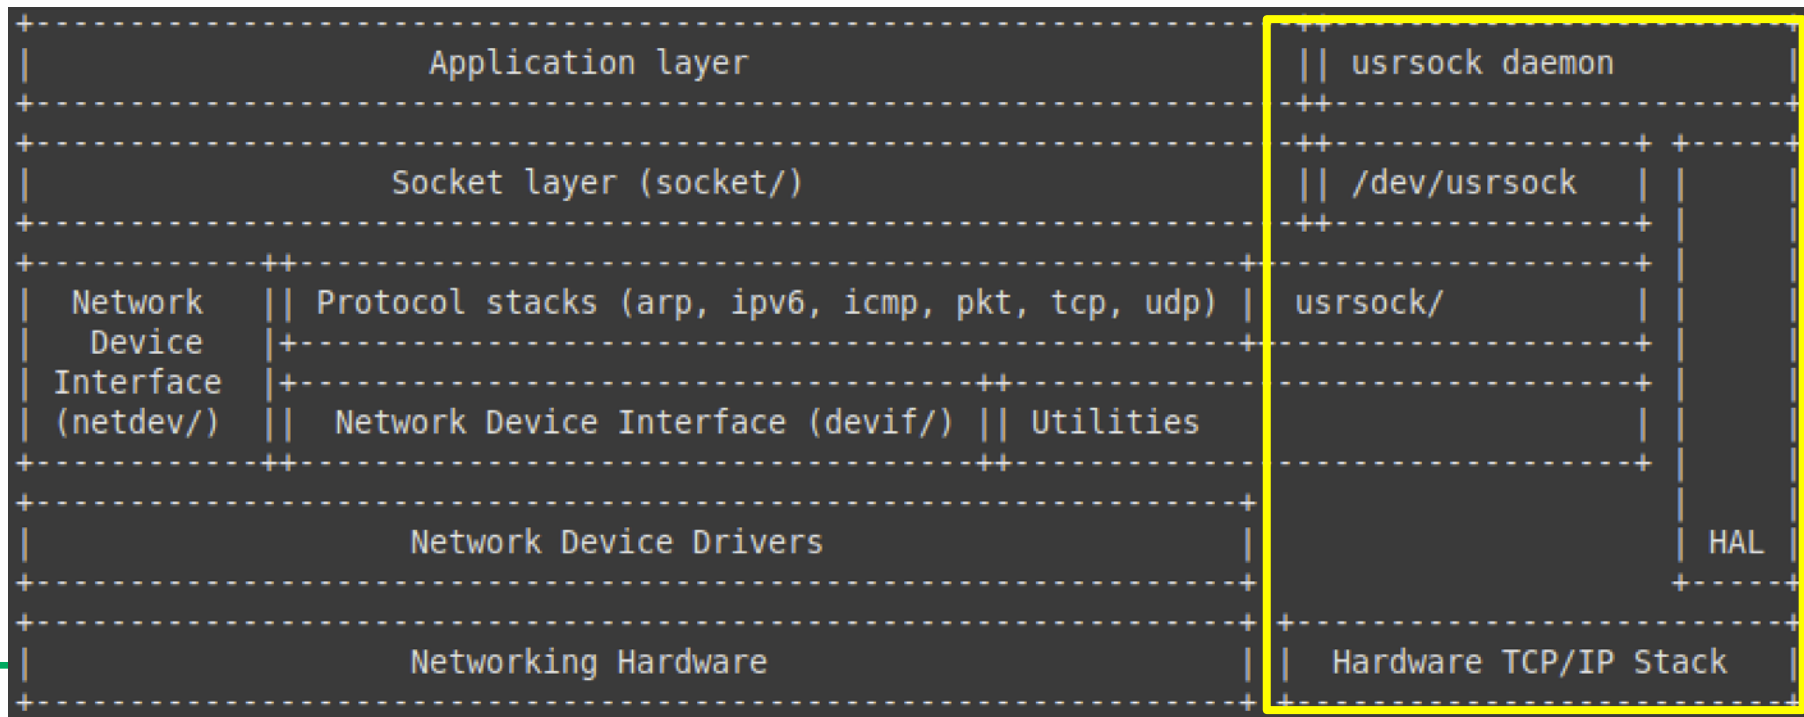 Application layer || usrsock daemon
Socket layer (socket/) || /dev/usrsock
Network || Protocol stacks (arp, ipv6, icmp, pkt, tcp, udp) | usrsock/
Device
Interface
(netdev/) || Network Device Interface (devif/) || Utilities
Network Device Drivers | HAL
Networking Hardware | | Hardware TCP/IP Stack